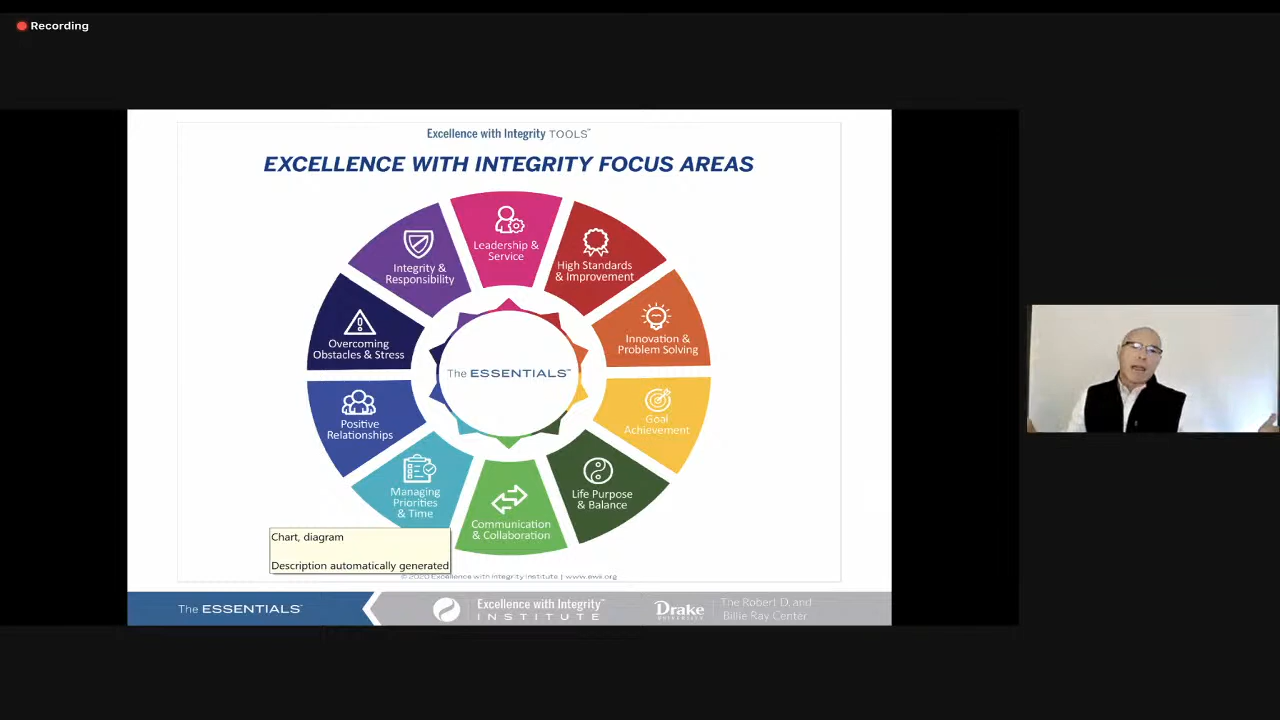 Recording
Excellence with Integrity TOOLS™
EXCELLENCE WITH INTEGRITY FOCUS AREAS
Leadership &
Service
High Standards
& Improvement
Innovation &
Problem Solving
Goal
Achievement
Life Purpose
& Balance
Communication
& Collaboration
Managing
Priorities
& Time
Positive
Relationships
Overcoming
Obstacles & Stress
Integrity &
Responsibility
The ESSENTIALS™
Chart, diagram
Description automatically generated
© 2020 Excellence with Integrity Institute | www.ewii.org
The ESSENTIALS™
Excellence with Integrity™
INSTITUTE
Drake
UNIVERSITY
The Robert D. and
Billie Ray Center